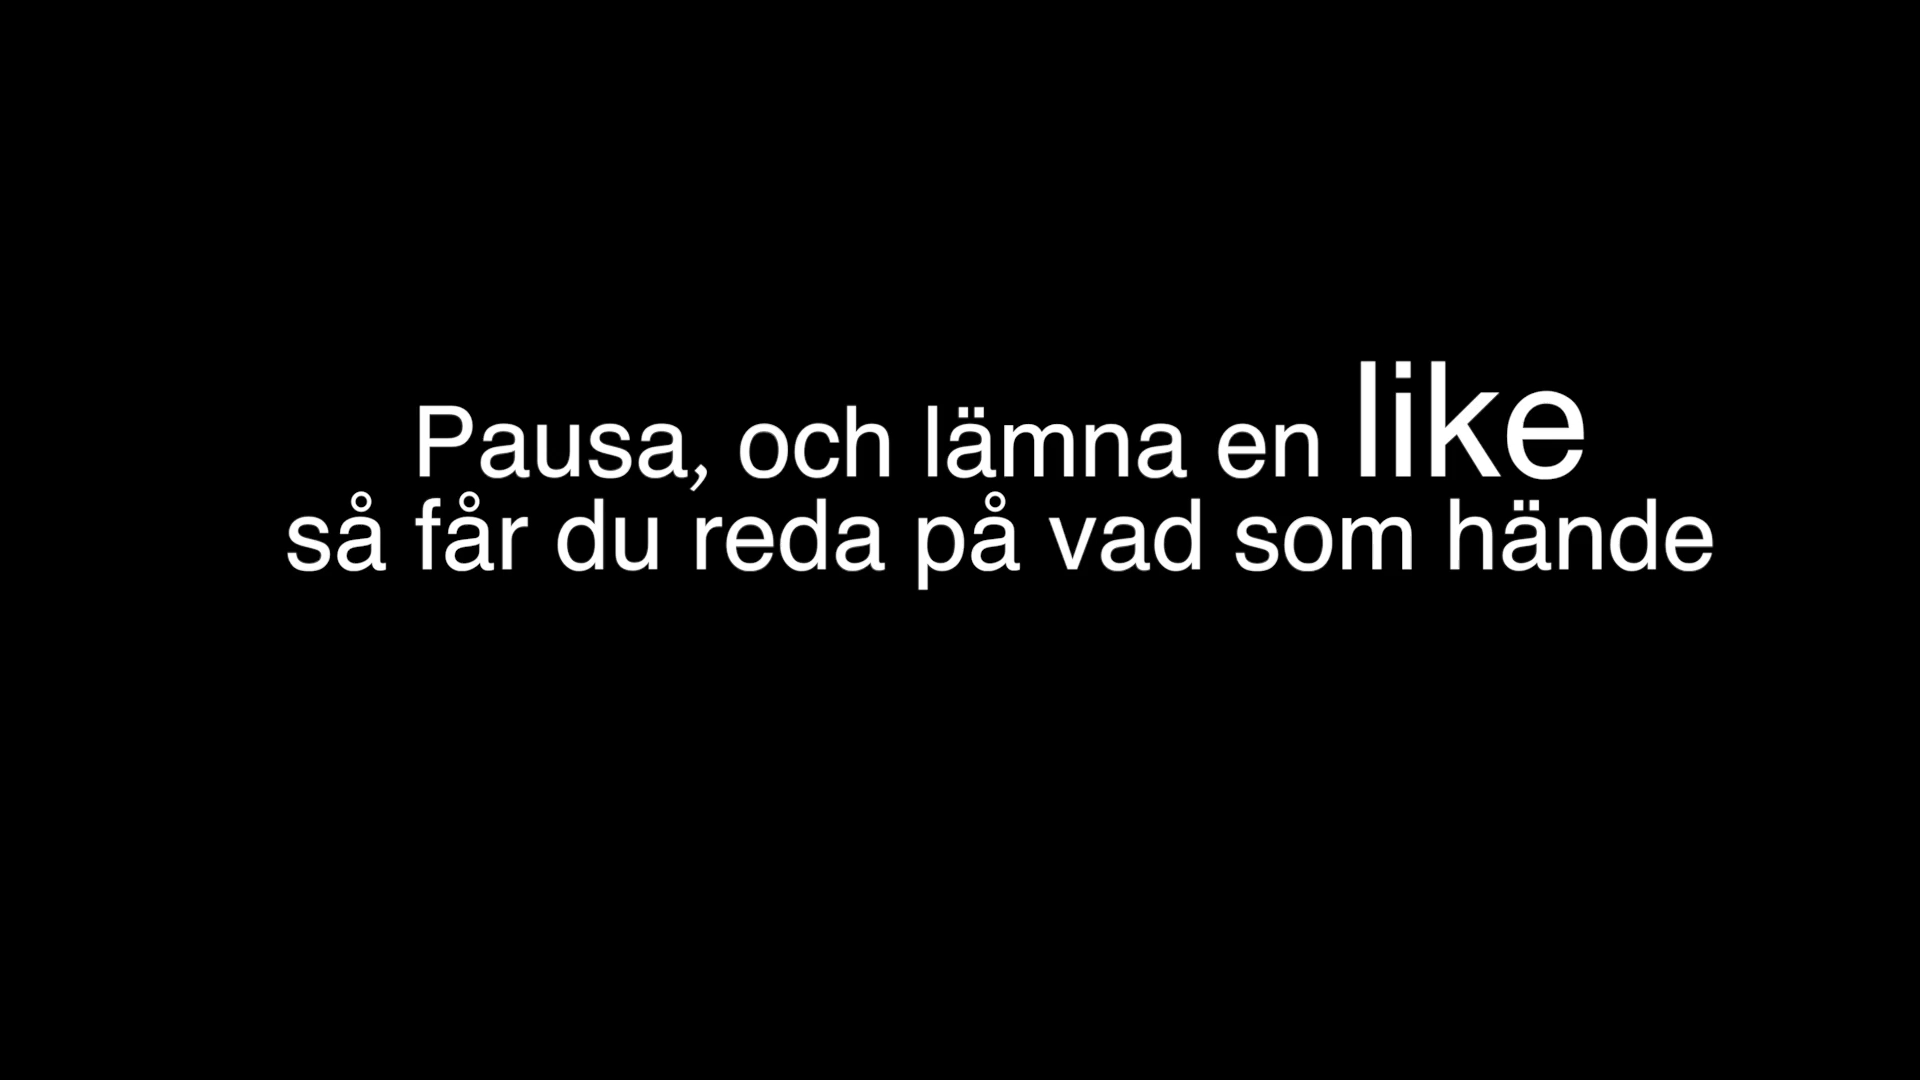 Pausa, och lämna en like
så får du reda på vad som hände